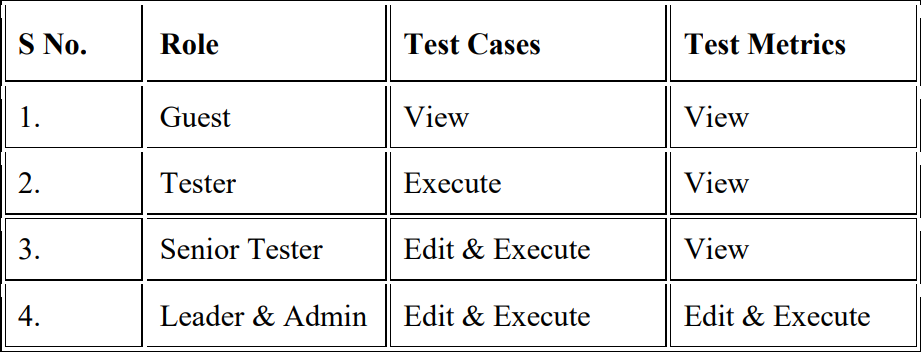 S No. Role Test Cases Test Metrics
1. Guest View View
2. Tester Execute View
3. Senior Tester Edit & Execute View
4. Leader & Admin Edit & Execute Edit & Execute